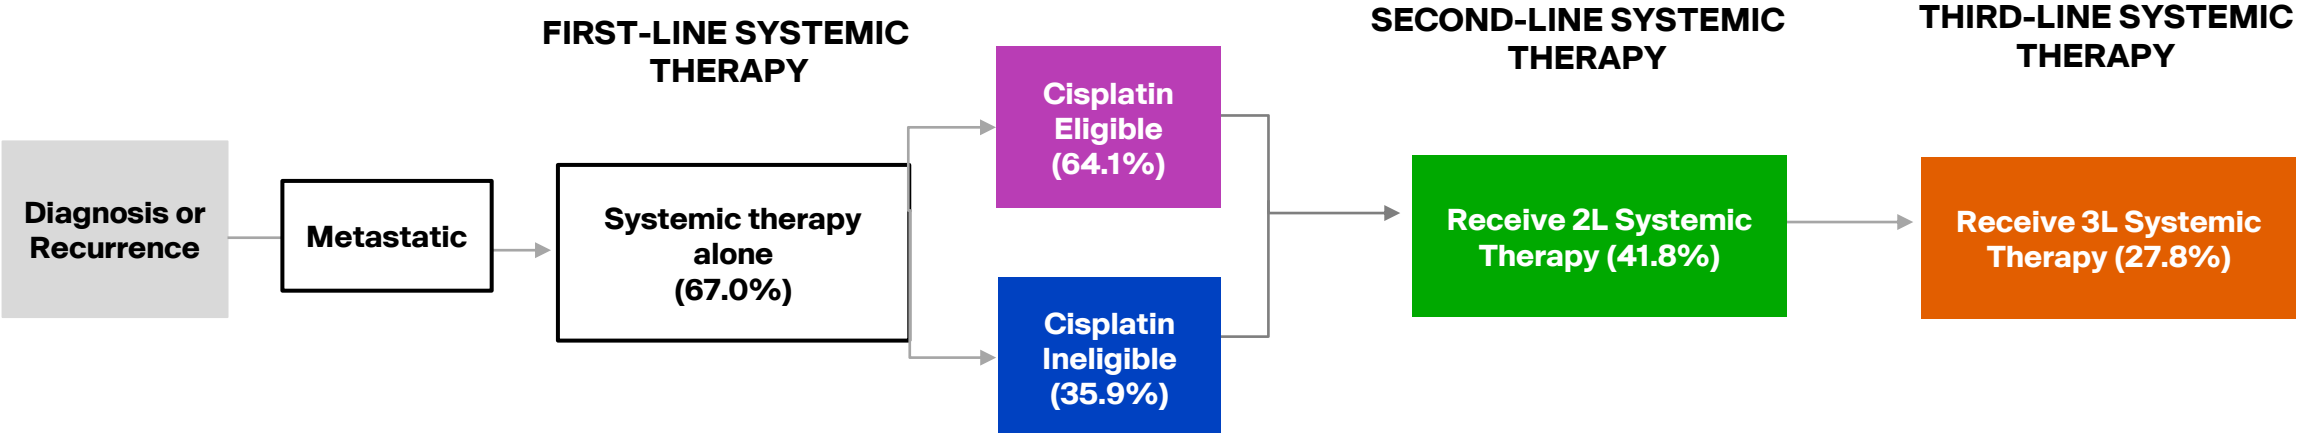 FIRST-LINE SYSTEMIC
THERAPY
SECOND-LINE SYSTEMIC
THERAPY
THIRD-LINE SYSTEMIC
THERAPY
Diagnosis or
Recurrence
Metastatic
Systemic therapy
alone
(67.0%)
Cisplatin
Eligible
(64.1%)
Cisplatin
Ineligible
(35.9%)
Receive 2L Systemic
Therapy (41.8%)
Receive 3L Systemic
Therapy (27.8%)